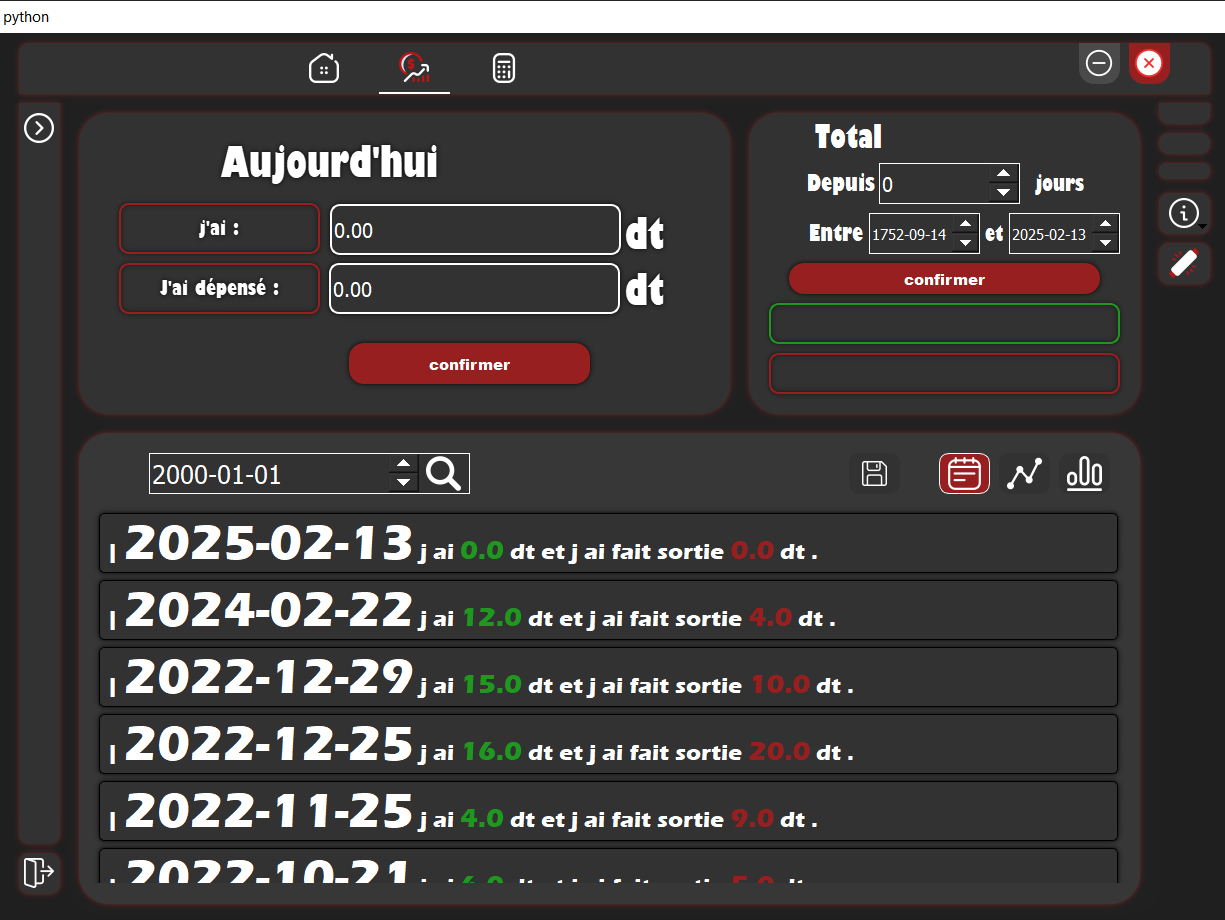 python
Aujourd'hui
j'ai :
0.00 dt
J'ai dépensé :
0.00 dt
confirmer
Total
Depuis 0 jours
Entre 1752-09-14 et 2025-02-13
confirmer
2000-01-01
| 2025-02-13 j ai 0.0 dt et j ai fait sortie 0.0 dt .
| 2024-02-22 j ai 12.0 dt et j ai fait sortie 4.0 dt .
| 2022-12-29 j ai 15.0 dt et j ai fait sortie 10.0 dt .
| 2022-12-25 j ai 16.0 dt et j ai fait sortie 20.0 dt .
| 2022-11-25 j ai 4.0 dt et j ai fait sortie 9.0 dt .
2022-10-21